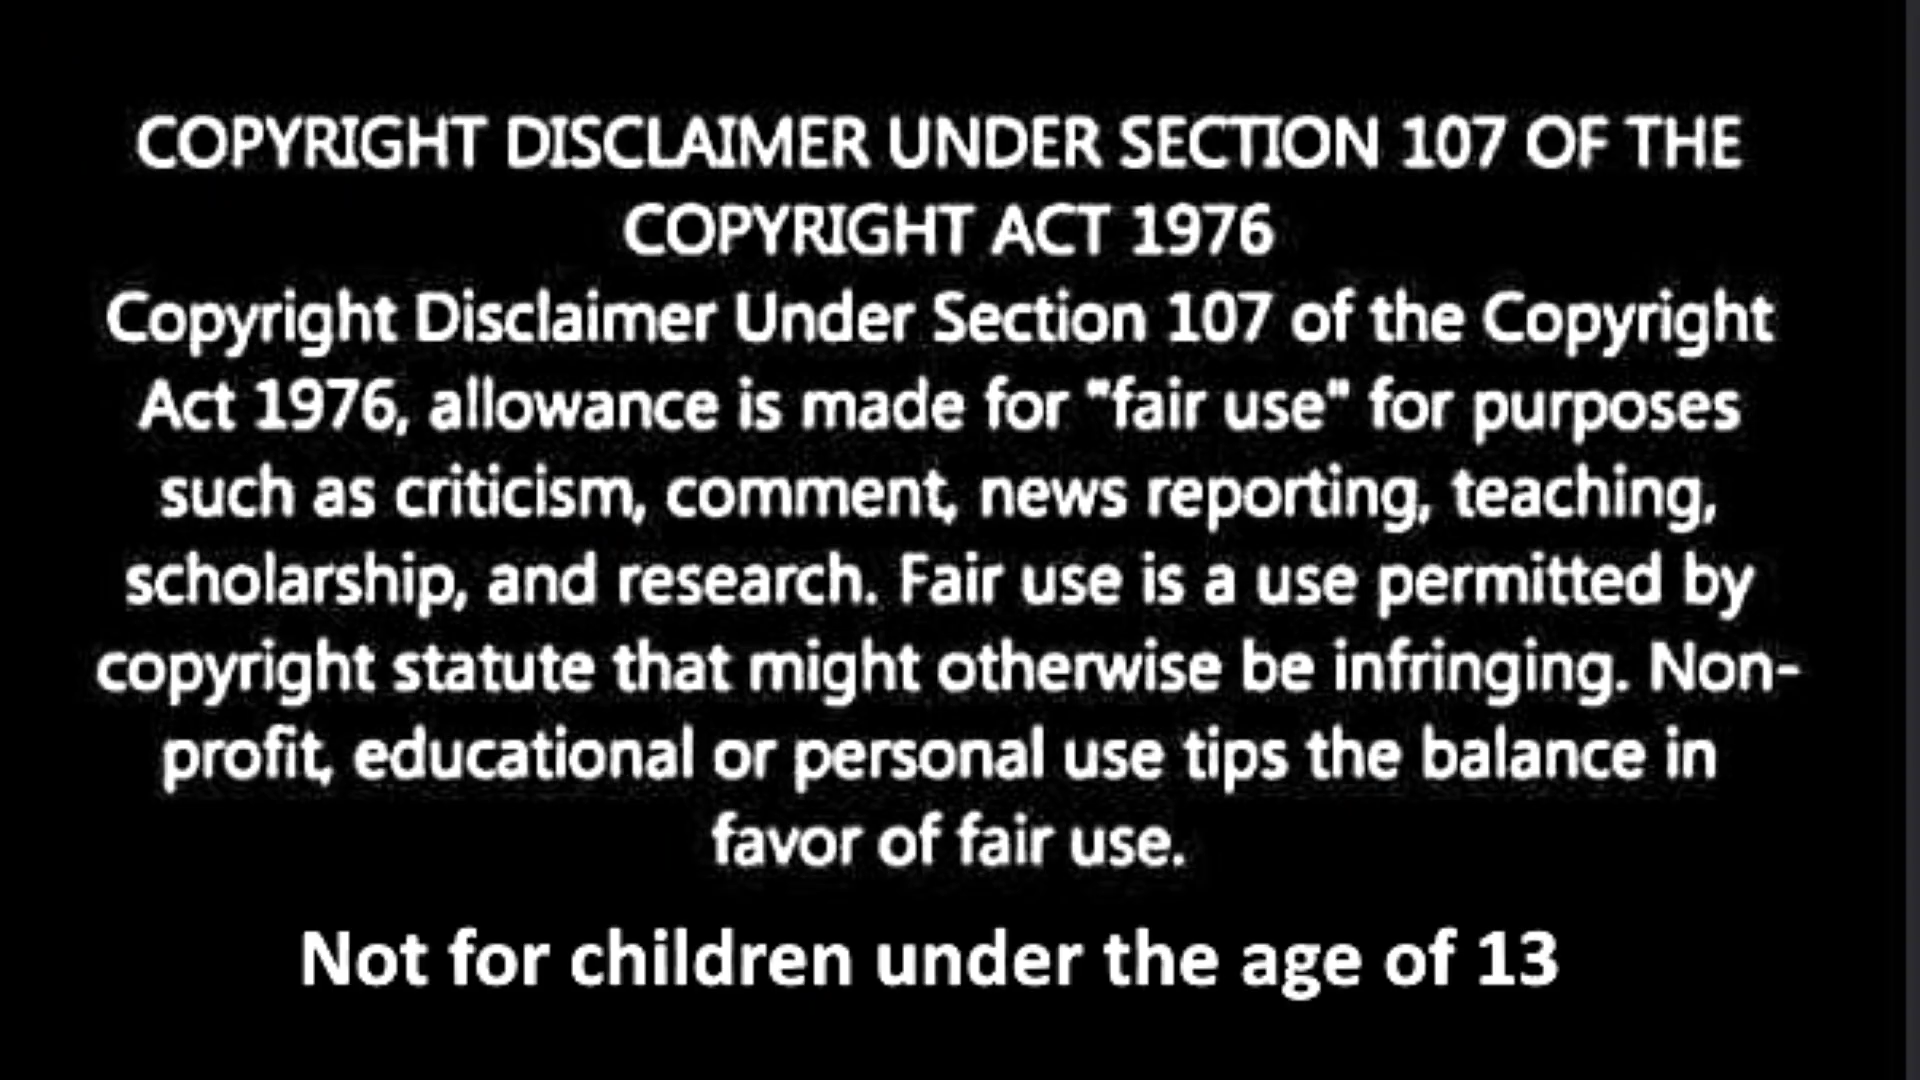 COPYRIGHT DISCLAIMER UNDER SECTION 107 OF THE
COPYRIGHT ACT 1976
Copyright Disclaimer Under Section 107 of the Copyright
Act 1976, allowance is made for "fair use" for purposes
such as criticism, comment, news reporting, teaching,
scholarship, and research. Fair use is a use permitted by
copyright statute that might otherwise be infringing. Non-
profit, educational or personal use tips the balance in
favor of fair use.
Not for children under the age of 13